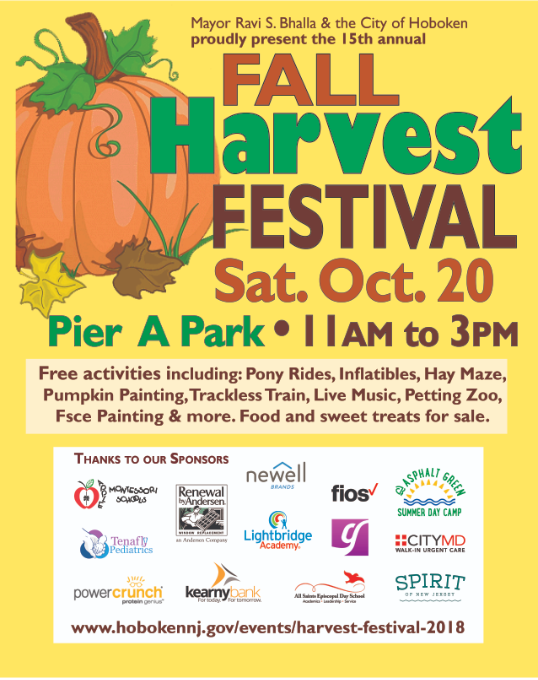 Mayor Ravi S. Bhalla & the City of Hoboken
proudly present the 15th annual
FALL
Harvest
FESTIVAL
Sat. Oct. 20
Pier A Park • 11AM to 3PM
Free activities including: Pony Rides, Inflatibles, Hay Maze,
Pumpkin Painting, Trackless Train, Live Music, Petting Zoo,
Fsce Painting & more. Food and sweet treats for sale.
THANKS TO OUR SPONSORS
MONTESSORI
SCHOOLS
Renewal
by Andersen.
WINDOW REPLACEMENT
an Andersen Company
newell
BRANDS
fios
ASPHALT GREEN
SUMMER DAY CAMP
Tenafly
Pediatrics
Lightbridge
Academy
g
CITYMD
WALK-IN URGENT CARE
powercrunch
protein genius
kearnybank
For today. For tomorrow.
All Saints Episcopal Day School
Academics • Leadership • Service
SPIRIT
OF NEW JERSEY
www.hobokennj.gov/events/harvest-festival-2018